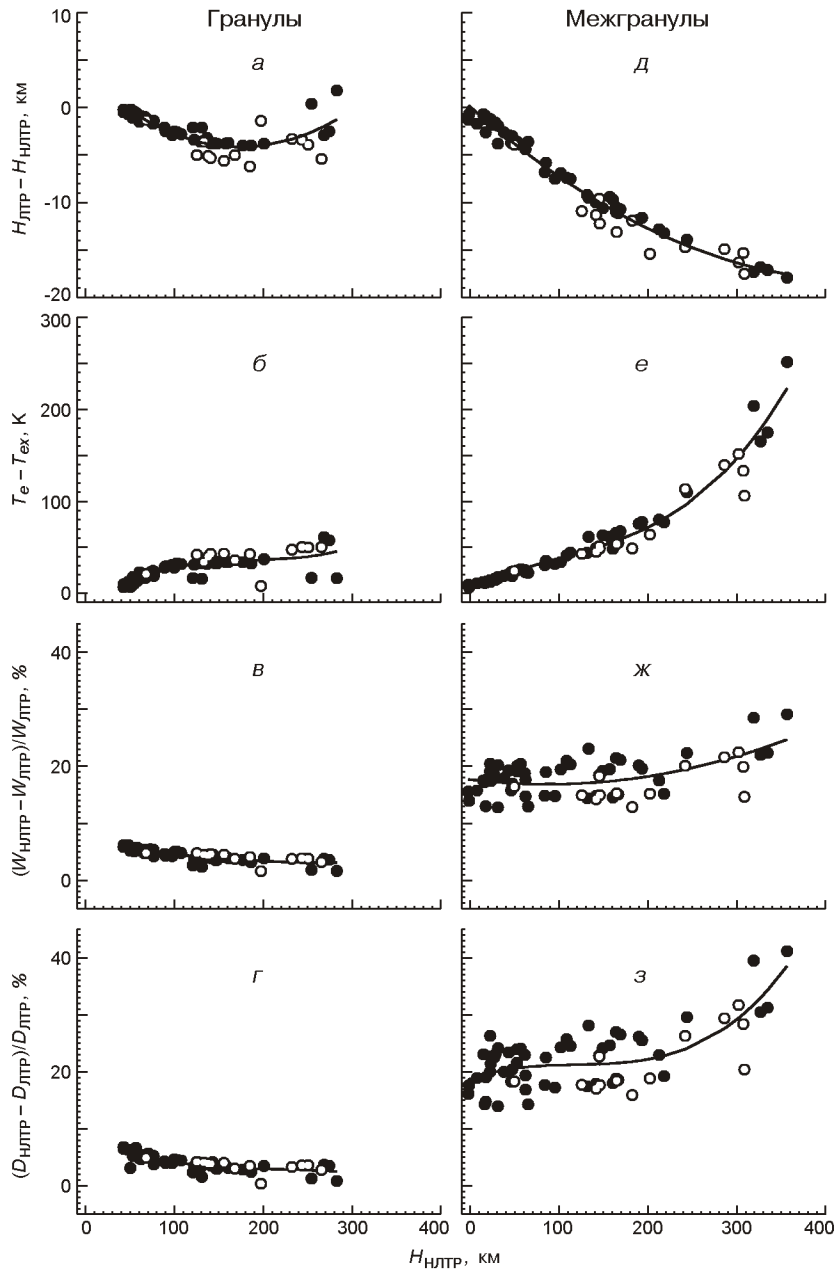 Гранулы Межгранулы
а д
10
0
-10
-20
H_ЛТР – H_НЛТР, км
б е
300
200
100
0
T_e – T_ex, К
в ж
40
20
0
(W_НЛТР – W_ЛТР)/W_ЛТР, %
г з
40
20
0
(D_НЛТР – D_ЛТР)/D_ЛТР, %
0 100 200 300 400 0 100 200 300 400
H_НЛТР, км